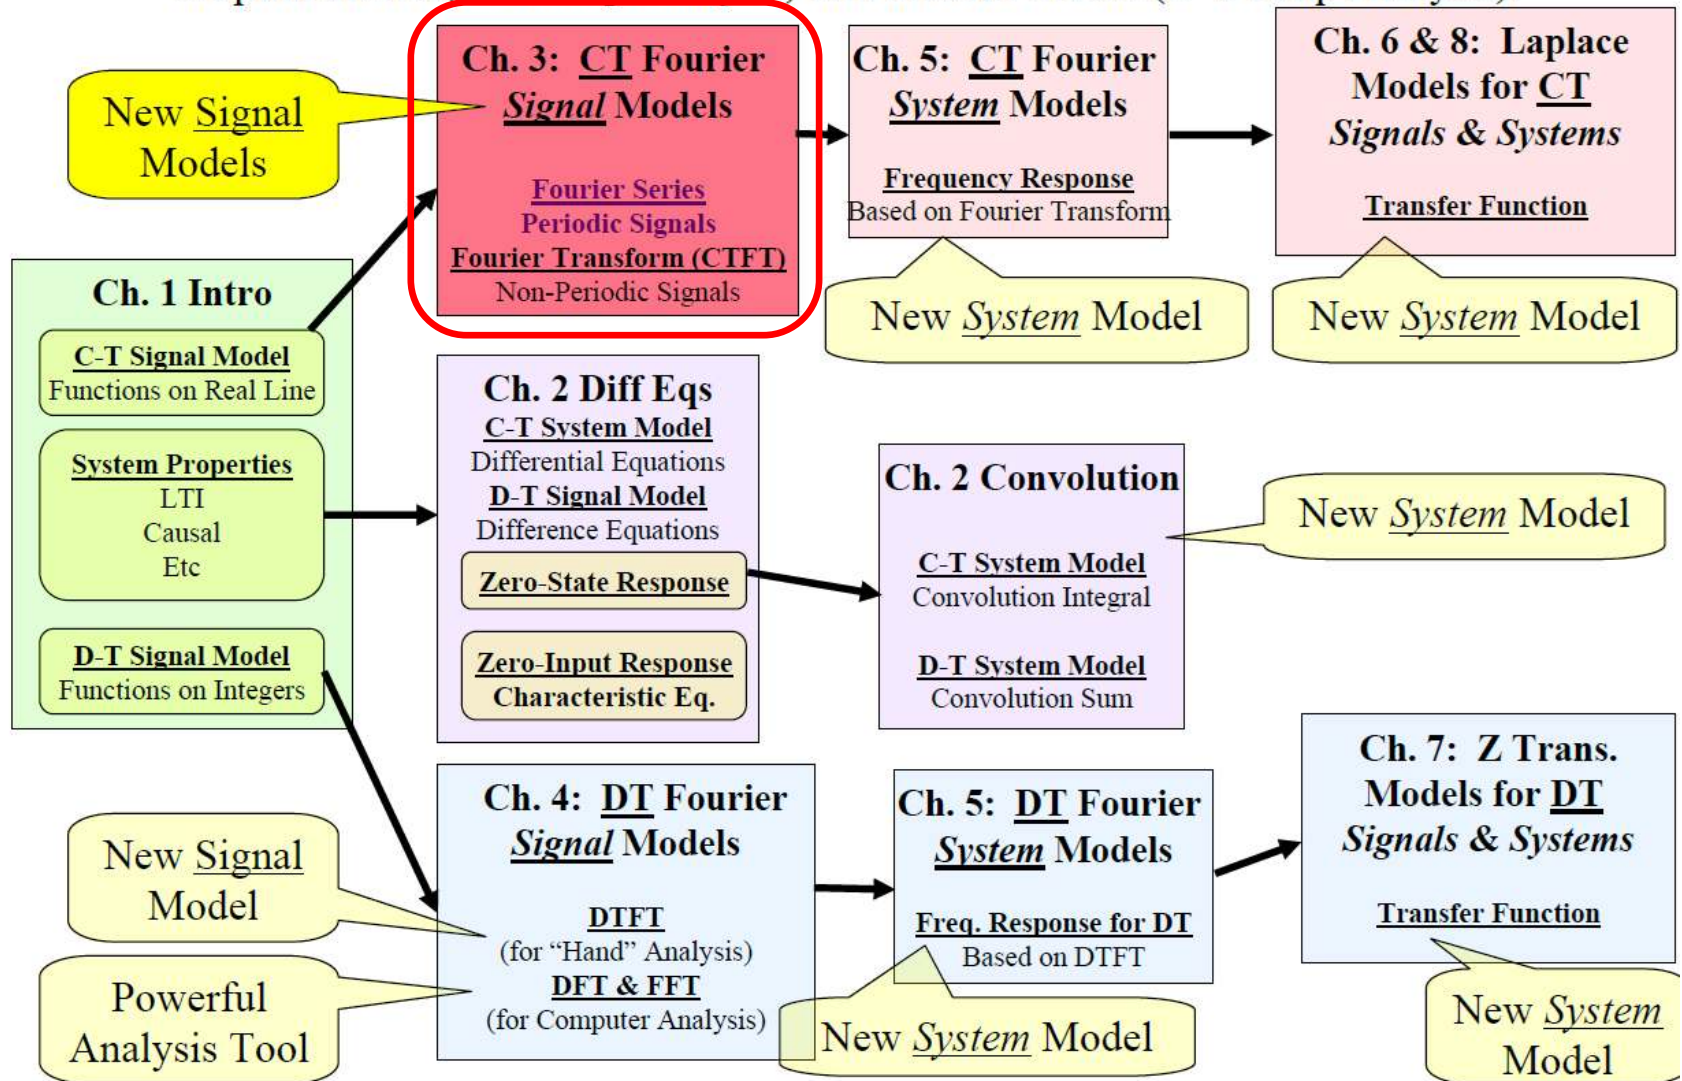 Ch. 3: CT Fourier
Signal Models
Fourier Series
Periodic Signals
Fourier Transform (CTFT)
Non-Periodic Signals
New Signal
Models
Ch. 5: CT Fourier
System Models
Frequency Response
Based on Fourier Transform
New System Model
Ch. 6 & 8: Laplace
Models for CT
Signals & Systems
Transfer Function
New System Model
Ch. 1 Intro
C-T Signal Model
Functions on Real Line
System Properties
LTI
Causal
Etc
D-T Signal Model
Functions on Integers
Ch. 2 Diff Eqs
C-T System Model
Differential Equations
D-T Signal Model
Difference Equations
Zero-State Response
Zero-Input Response
Characteristic Eq.
Ch. 2 Convolution
C-T System Model
Convolution Integral
D-T System Model
Convolution Sum
New System Model
New Signal
Model
Powerful
Analysis Tool
Ch. 4: DT Fourier
Signal Models
DTFT
(for “Hand” Analysis)
DFT & FFT
(for Computer Analysis)
Ch. 5: DT Fourier
System Models
Freq. Response for DT
Based on DTFT
New System Model
Ch. 7: Z Trans.
Models for DT
Signals & Systems
Transfer Function
New System
Model